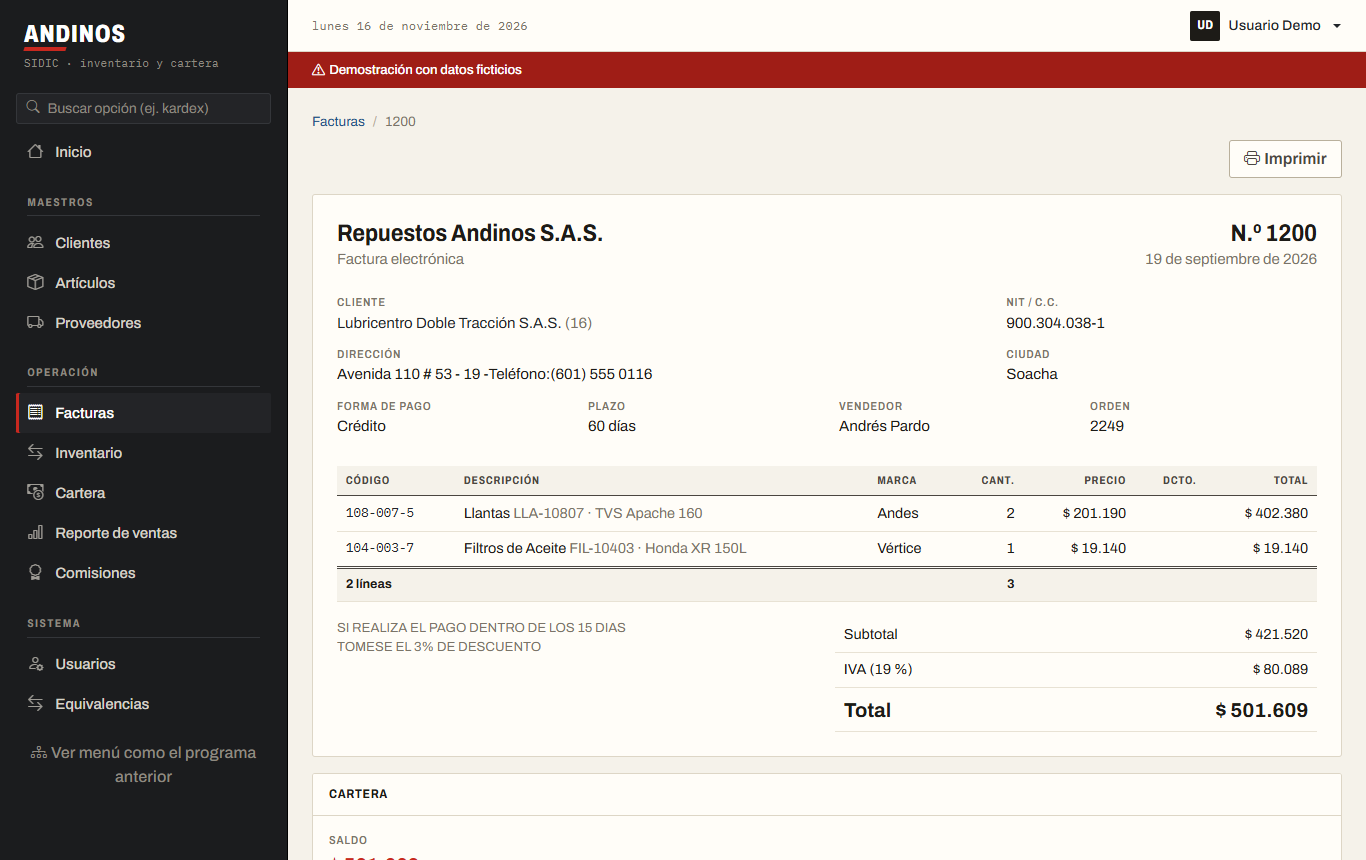 ANDINOS
SIDIC · inventario y cartera
Buscar opción (ej. kardex)
Inicio
MAESTROS
Clientes
Artículos
Proveedores
OPERACIÓN
Facturas
Inventario
Cartera
Reporte de ventas
Comisiones
SISTEMA
Usuarios
Equivalencias
Ver menú como el programa
anterior
lunes 16 de noviembre de 2026
UD Usuario Demo
Demostración con datos ficticios
Facturas / 1200
Imprimir
Repuestos Andinos S.A.S. N.º 1200
Factura electrónica 19 de septiembre de 2026
CLIENTE NIT / C.C.
Lubricentro Doble Tracción S.A.S. (16) 900.304.038-1
DIRECCIÓN CIUDAD
Avenida 110 # 53 - 19 -Teléfono:(601) 555 0116 Soacha
FORMA DE PAGO PLAZO VENDEDOR ORDEN
Crédito 60 días Andrés Pardo 2249
CÓDIGO DESCRIPCIÓN MARCA CANT. PRECIO DCTO. TOTAL
108-007-5 Llantas LLA-10807 · TVS Apache 160 Andes 2 $ 201.190 $ 402.380
104-003-7 Filtros de Aceite FIL-10403 · Honda XR 150L Vértice 1 $ 19.140 $ 19.140
2 líneas 3
SI REALIZA EL PAGO DENTRO DE LOS 15 DIAS
TOMESE EL 3% DE DESCUENTO
Subtotal $ 421.520
IVA (19 %) $ 80.089
Total $ 501.609
CARTERA
SALDO